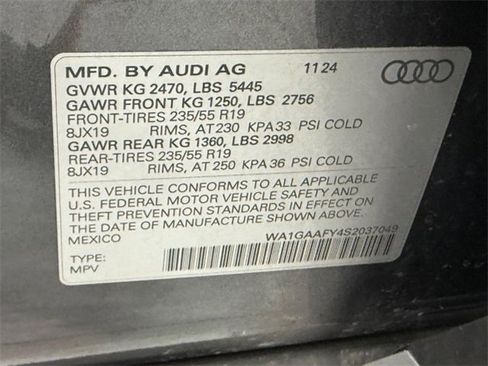 MFD. BY AUDI AG 11 24
GVWR KG 2470, LBS 5445
GAWR FRONT KG 1250, LBS 2756
FRONT-TIRES 235/55 R19
8JX19 RIMS, AT 230 KPA 33 PSI COLD
GAWR REAR KG 1360, LBS 2998
REAR-TIRES 235/55 R19
8JX19 RIMS, AT 250 KPA 36 PSI COLD
THIS VEHICLE CONFORMS TO ALL APPLICABLE
U.S. FEDERAL MOTOR VEHICLE SAFETY AND
THEFT PREVENTION STANDARDS IN EFFECT ON
THE DATE OF MANUFACTURE SHOWN ABOVE
MEXICO WA1GAAFY4S2037049
TYPE:
MPV